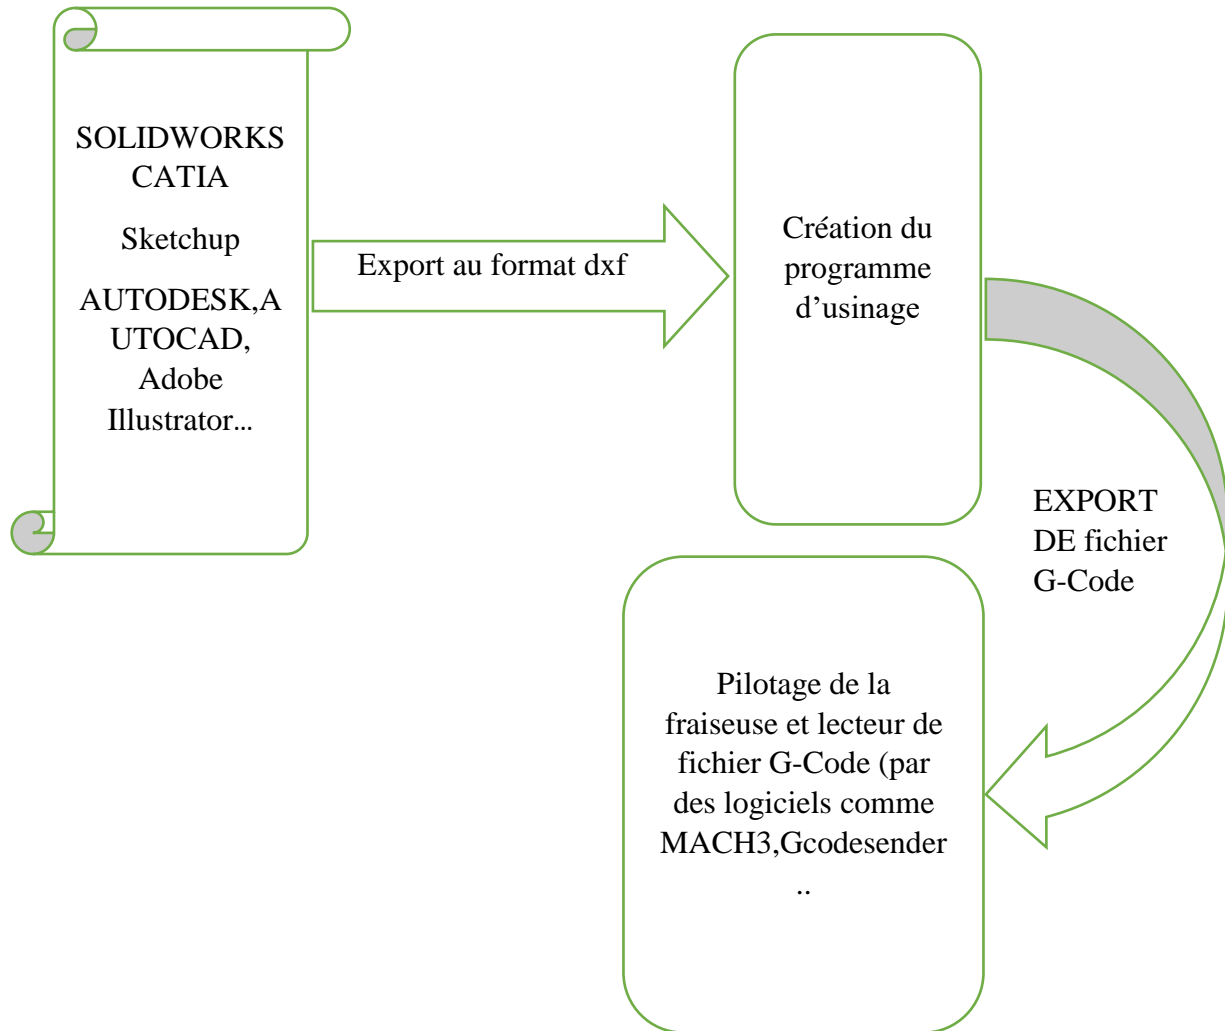 SOLIDWORKS
CATIA
Sketchup
AUTODESK,A
UTOCAD,
Adobe
Illustrator...
Export au format dxf
Création du
programme
d’usinage
EXPORT
DE fichier
G-Code
Pilotage de la
fraiseuse et lecteur de
fichier G-Code (par
des logiciels comme
MACH3,Gcodesender
..